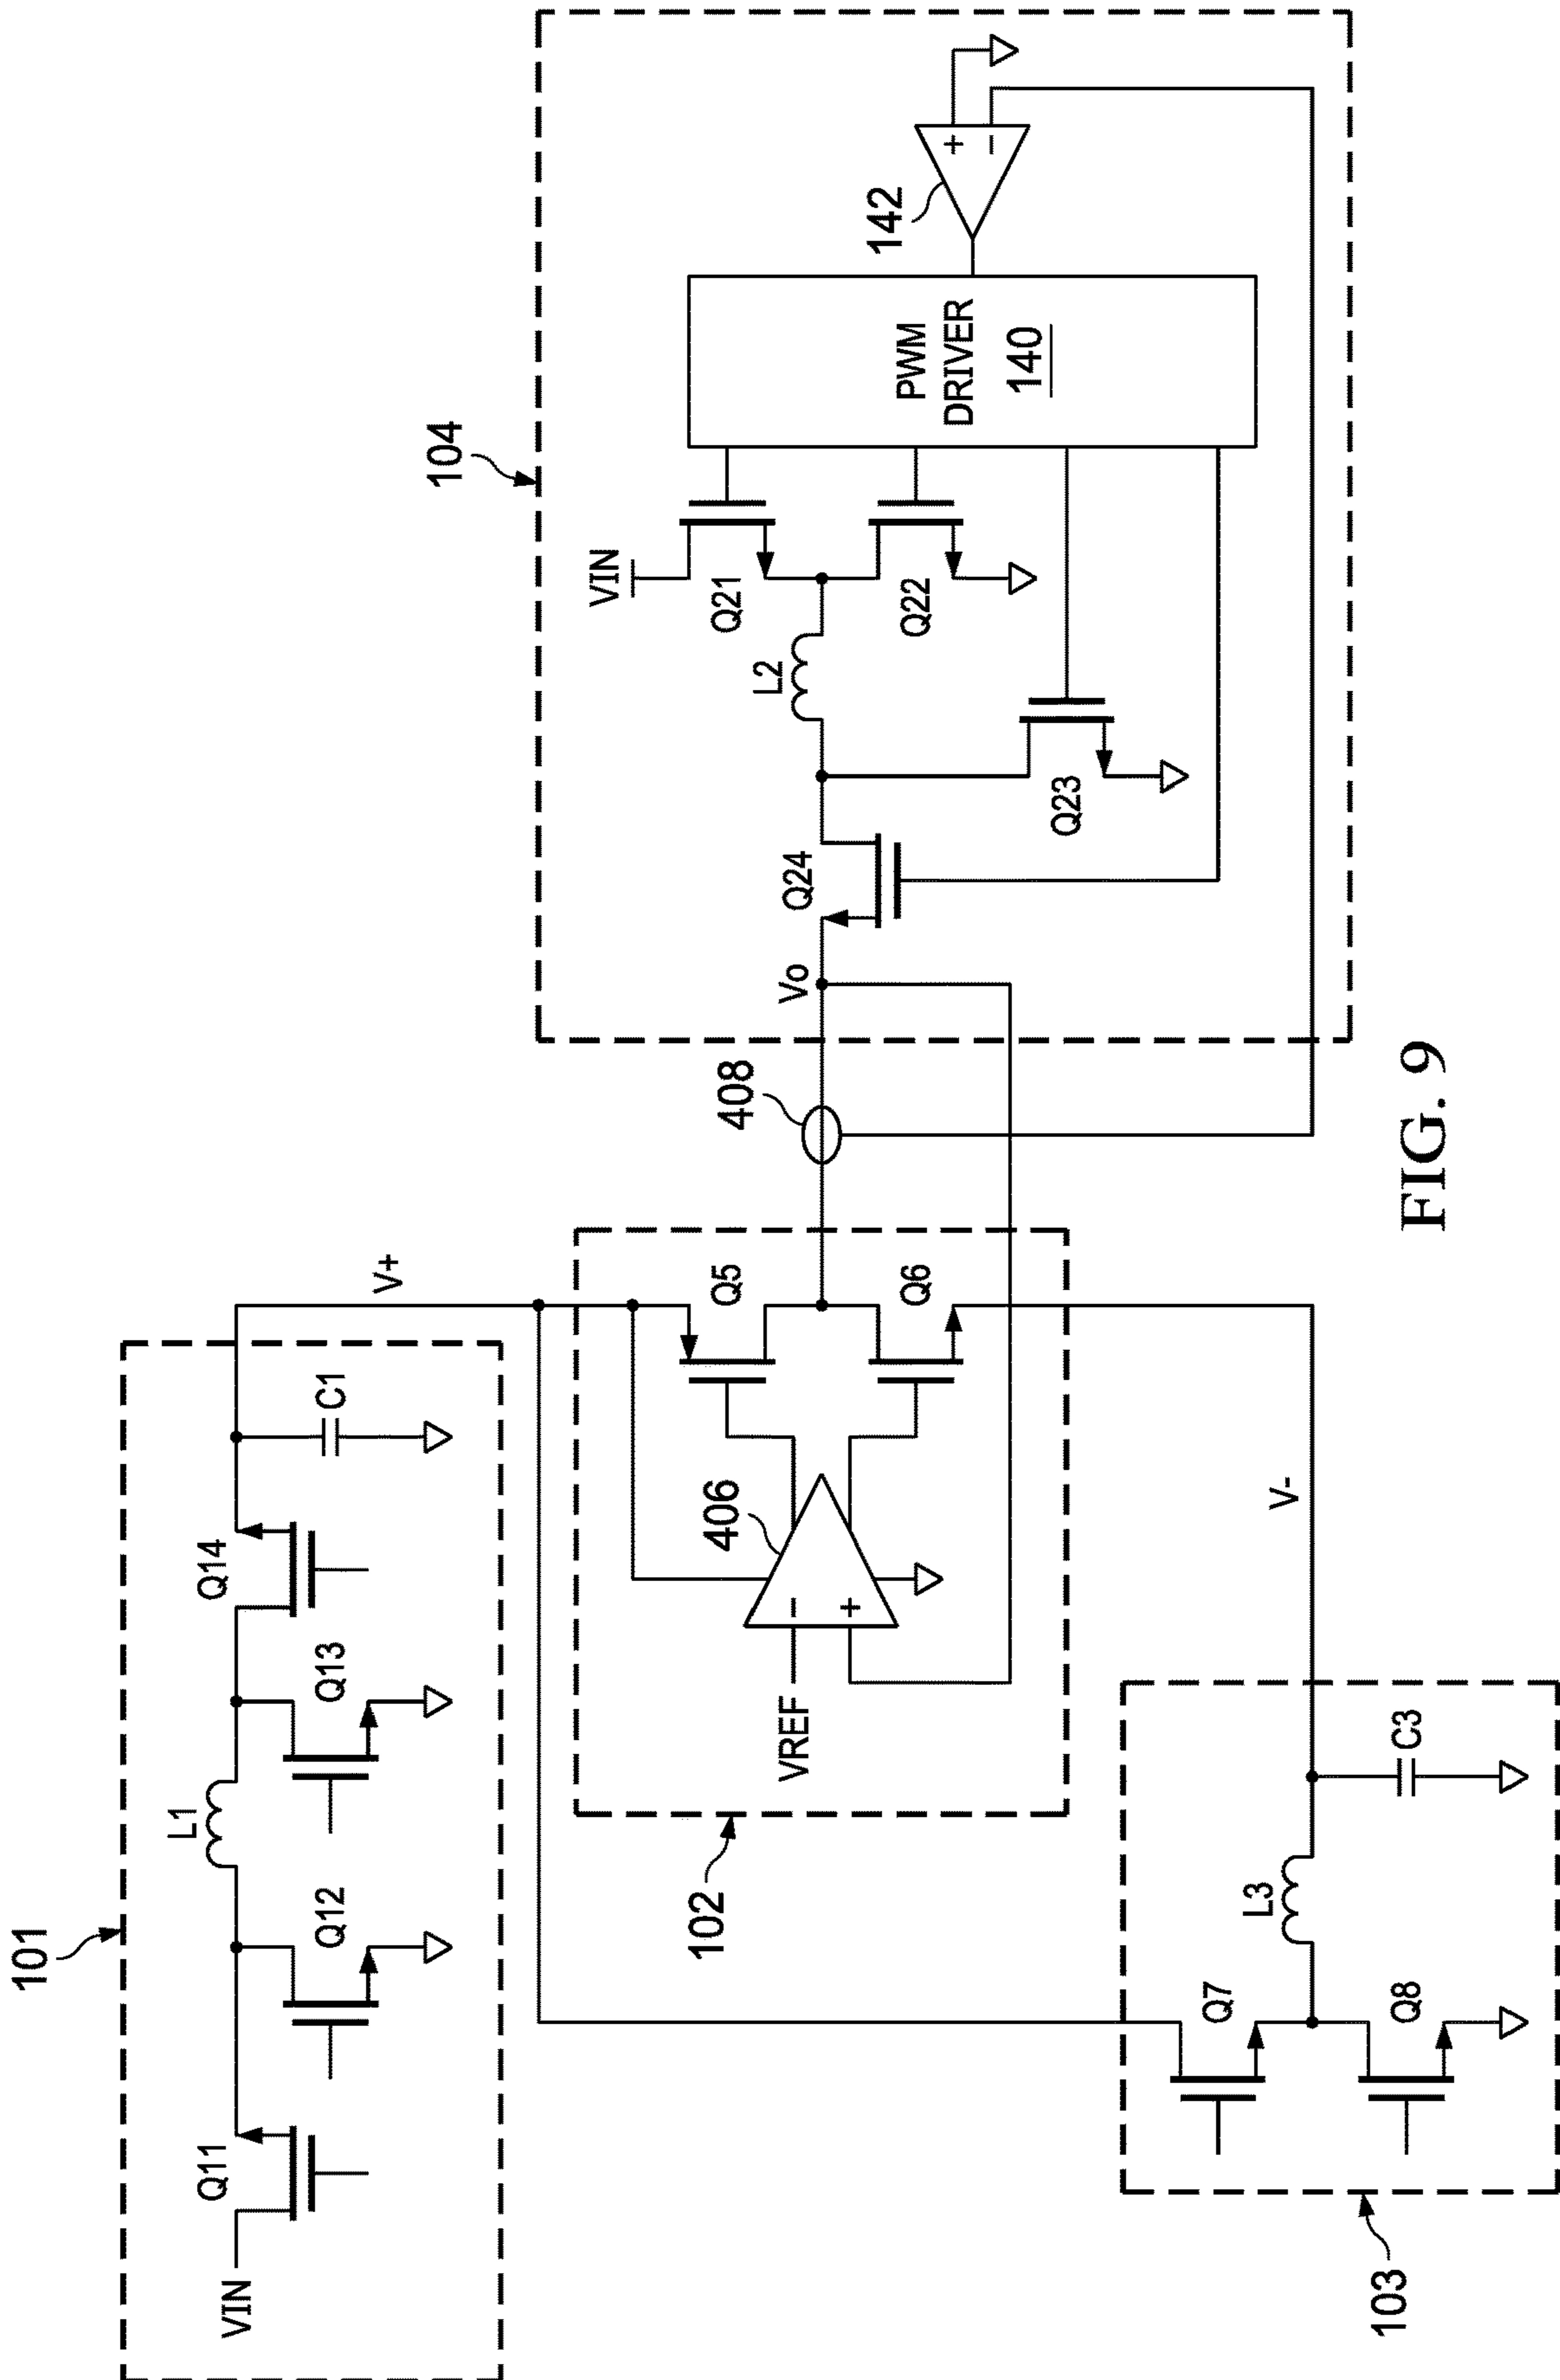 101
VIN
Q11
Q12
L1
Q13
Q14
C1
V+
102
VREF
406
−
+
Q5
Q6
408
Vo
104
VIN
Q21
Q22
L2
Q23
Q24
PWM
DRIVER
140
142
+
−
103
Q7
Q8
L3
C3
V-
FIG. 9